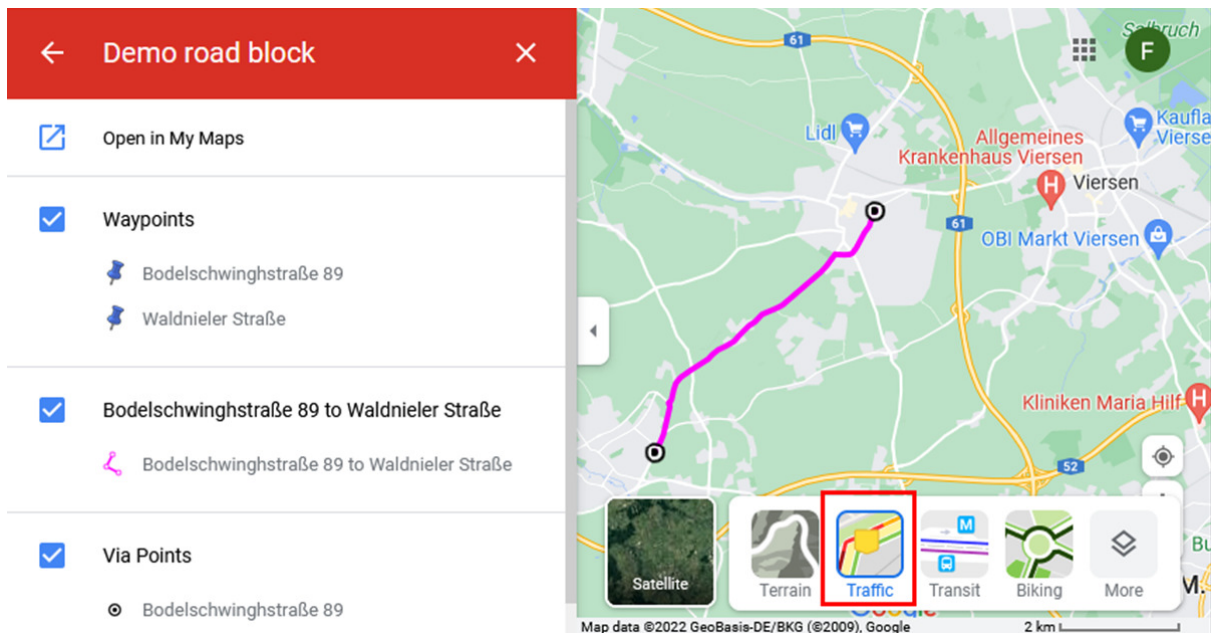 Demo road block
Open in My Maps
Waypoints
Bodelschwinghstraße 89
Waldnieler Straße
Bodelschwinghstraße 89 to Waldnieler Straße
Bodelschwinghstraße 89 to Waldnieler Straße
Via Points
Bodelschwinghstraße 89
61
F
Lidl
Allgemeines
Krankenhaus Viersen
H
Viersen
61
OBI Markt Viersen
Kliniken Maria Hilf
H
52
Satellite
Terrain
Traffic
M
Transit
Biking
More
M.
Map data ©2022 GeoBasis-DE/BKG (©2009), Google
2 km